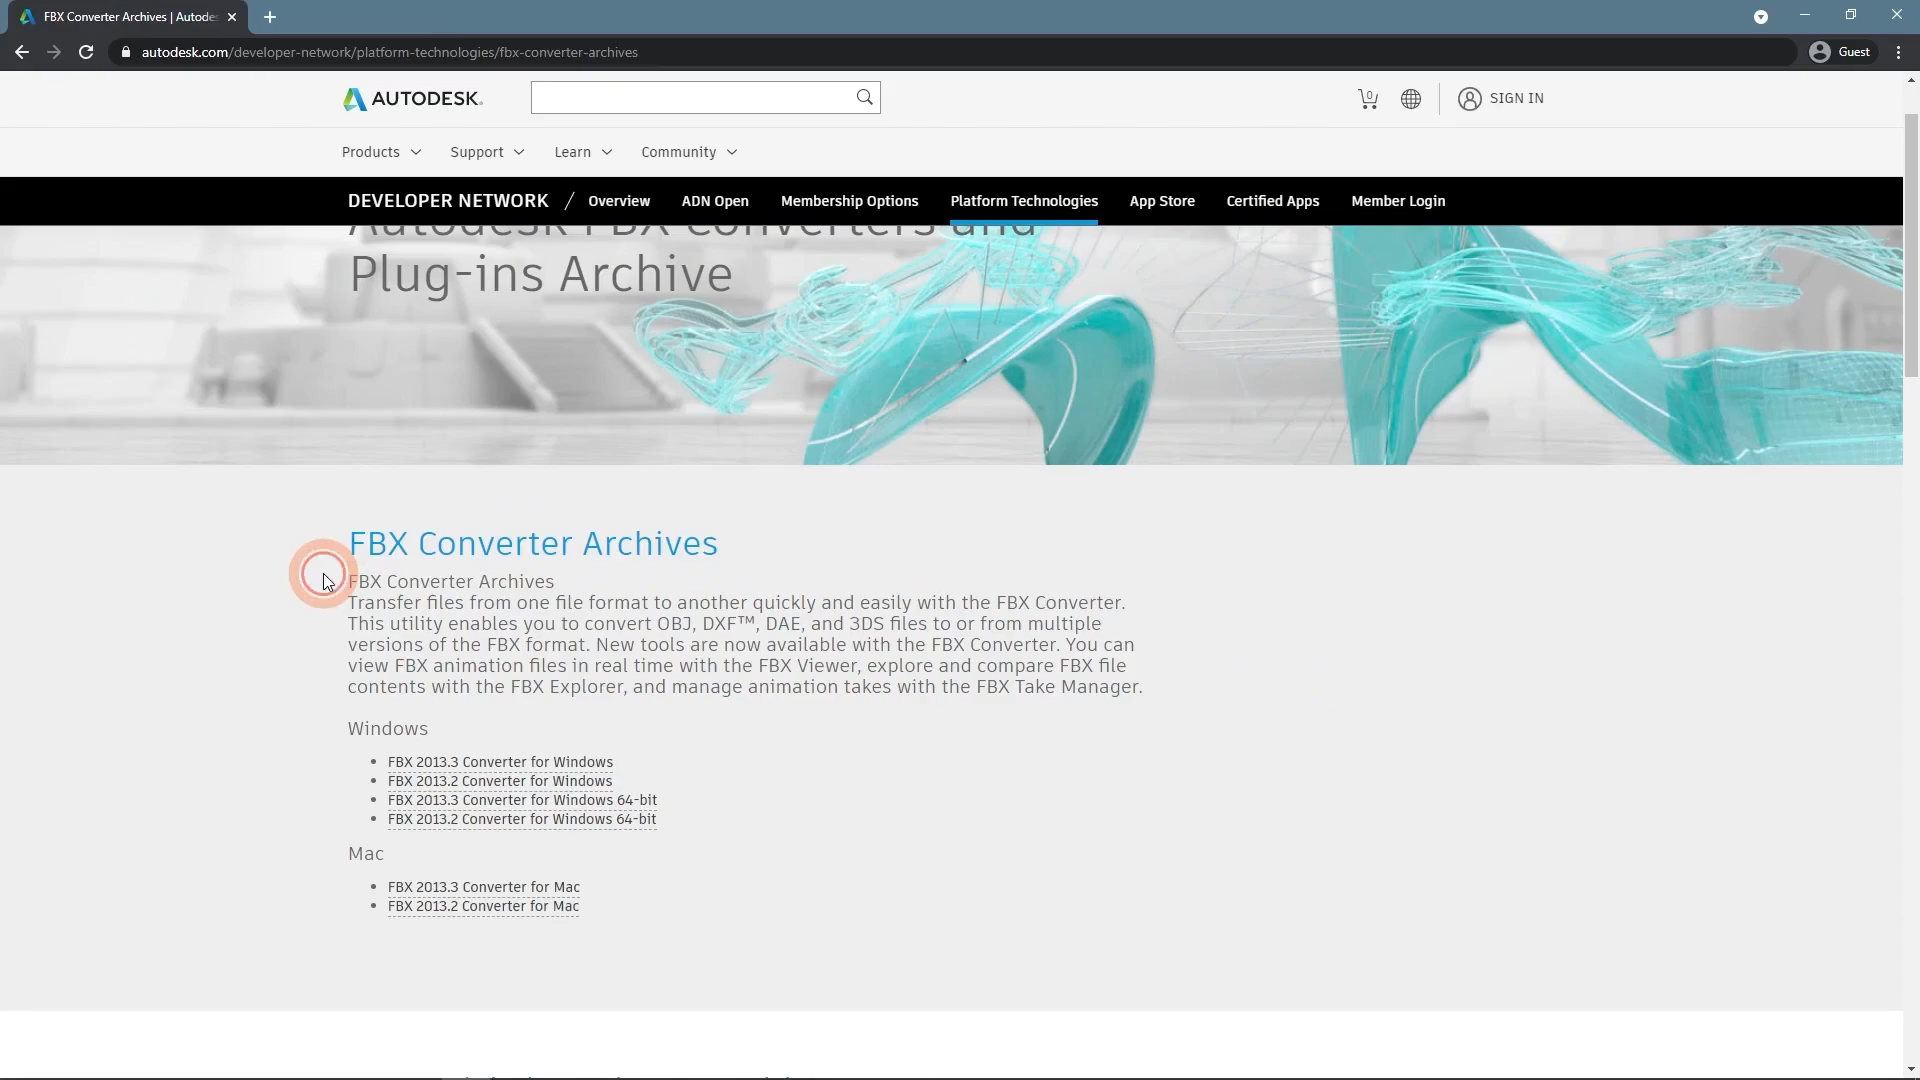 FBX Converter Archives | Autodes
autodesk.com/developer-network/platform-technologies/fbx-converter-archives
Guest
AUTODESK
0
SIGN IN
Products
Support
Learn
Community
DEVELOPER NETWORK / Overview
ADN Open
Membership Options
Platform Technologies
App Store
Certified Apps
Member Login
Autodesk FBX Converters and
Plug-ins Archive
FBX Converter Archives
FBX Converter Archives
Transfer files from one file format to another quickly and easily with the FBX Converter.
This utility enables you to convert OBJ, DXF™, DAE, and 3DS files to or from multiple
versions of the FBX format. New tools are now available with the FBX Converter. You can
view FBX animation files in real time with the FBX Viewer, explore and compare FBX file
contents with the FBX Explorer, and manage animation takes with the FBX Take Manager.
Windows
• FBX 2013.3 Converter for Windows
• FBX 2013.2 Converter for Windows
• FBX 2013.3 Converter for Windows 64-bit
• FBX 2013.2 Converter for Windows 64-bit
Mac
• FBX 2013.3 Converter for Mac
• FBX 2013.2 Converter for Mac